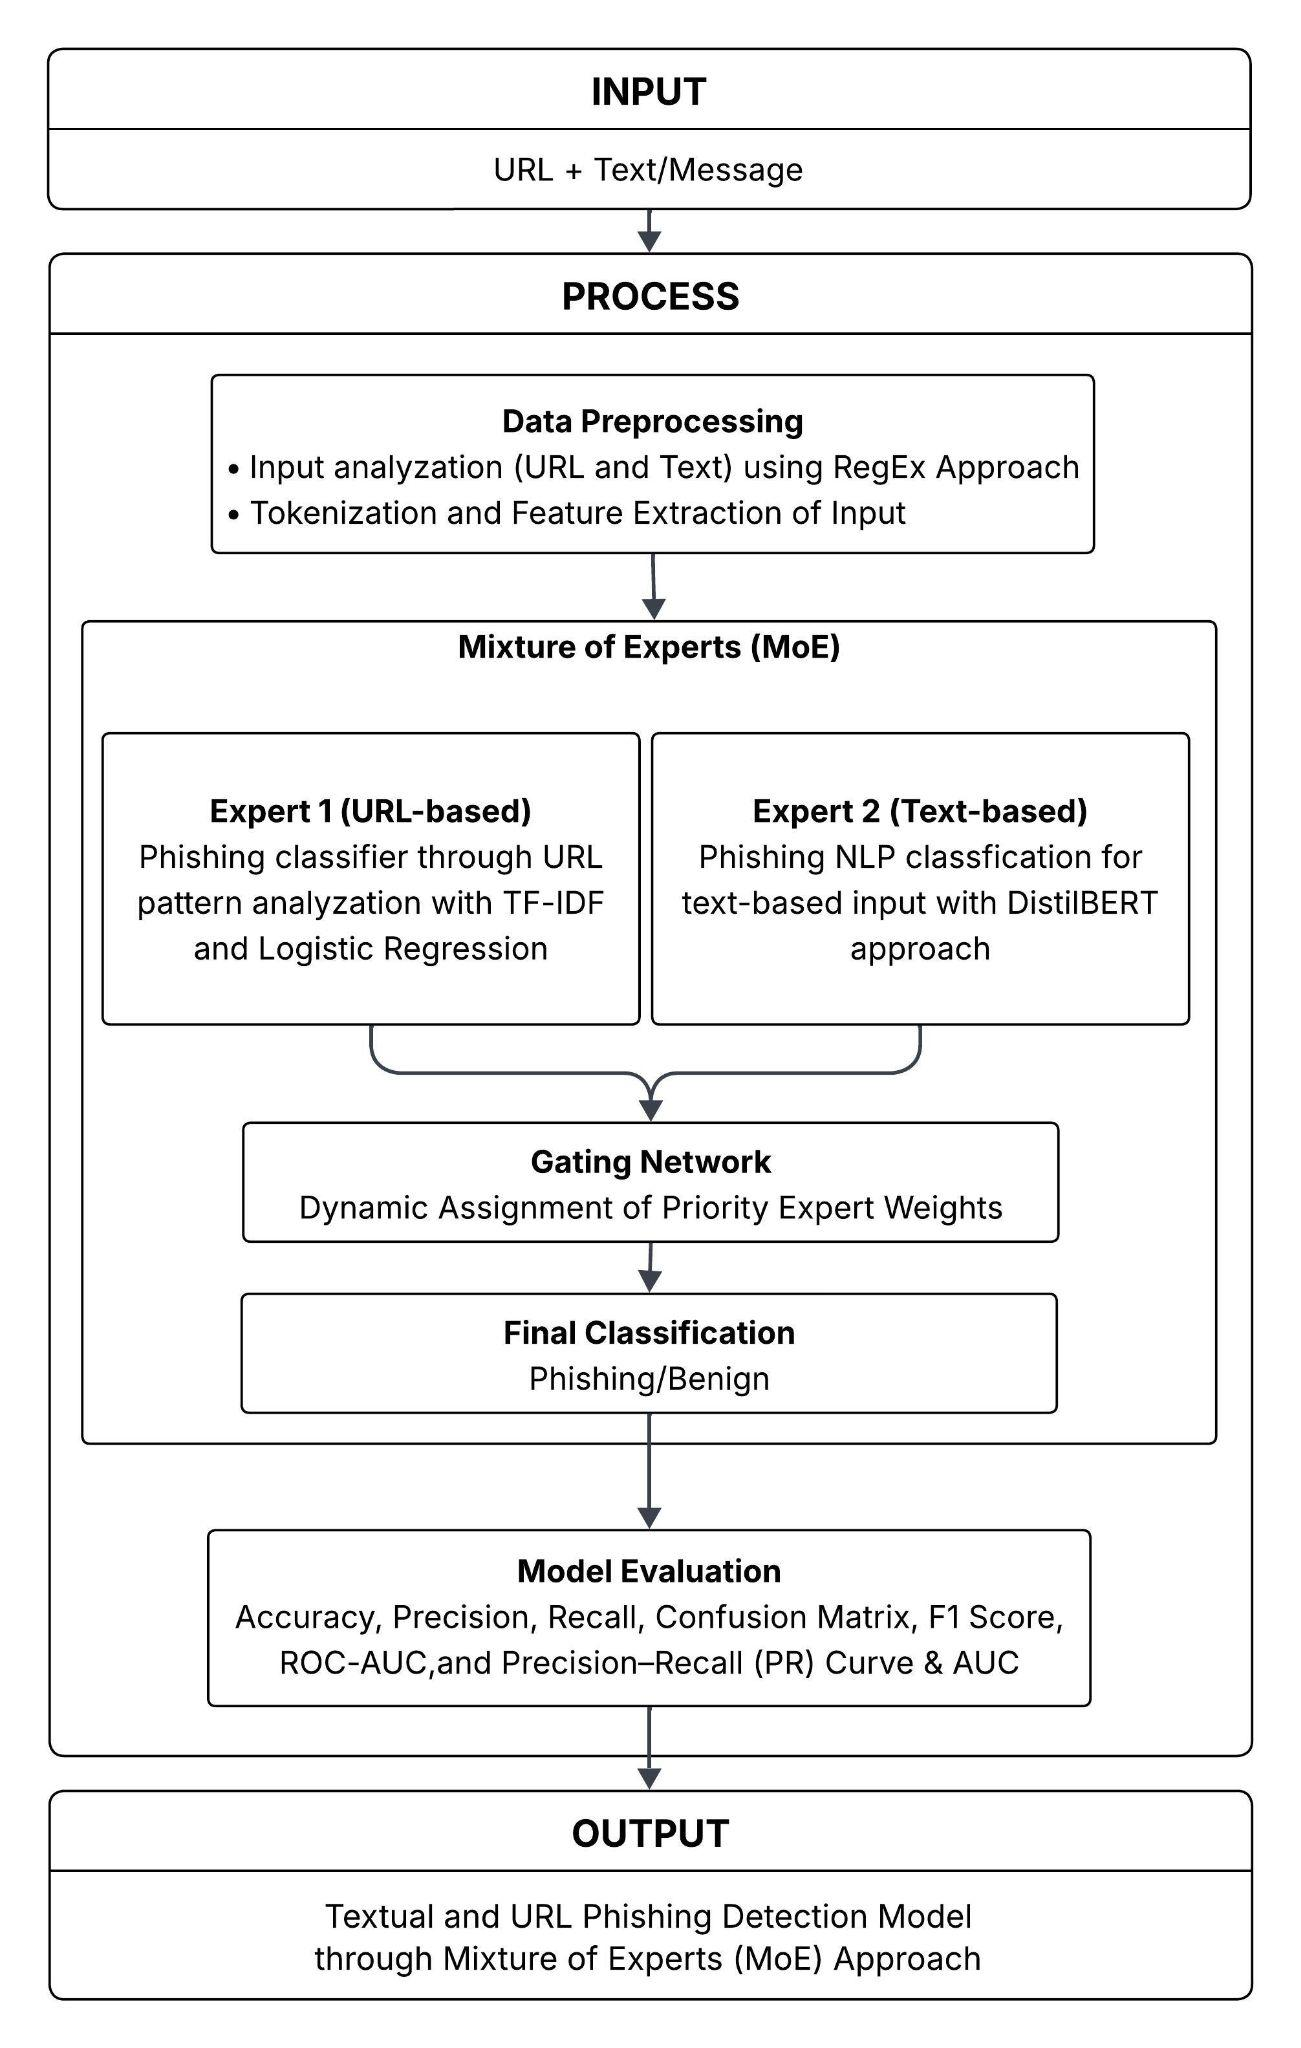 INPUT
URL + Text/Message
PROCESS
Data Preprocessing
• Input analyzation (URL and Text) using RegEx Approach
• Tokenization and Feature Extraction of Input
Mixture of Experts (MoE)
Expert 1 (URL-based)
Phishing classifier through URL
pattern analyzation with TF-IDF
and Logistic Regression
Expert 2 (Text-based)
Phishing NLP classfication for
text-based input with DistilBERT
approach
Gating Network
Dynamic Assignment of Priority Expert Weights
Final Classification
Phishing/Benign
Model Evaluation
Accuracy, Precision, Recall, Confusion Matrix, F1 Score,
ROC-AUC,and Precision–Recall (PR) Curve & AUC
OUTPUT
Textual and URL Phishing Detection Model
through Mixture of Experts (MoE) Approach